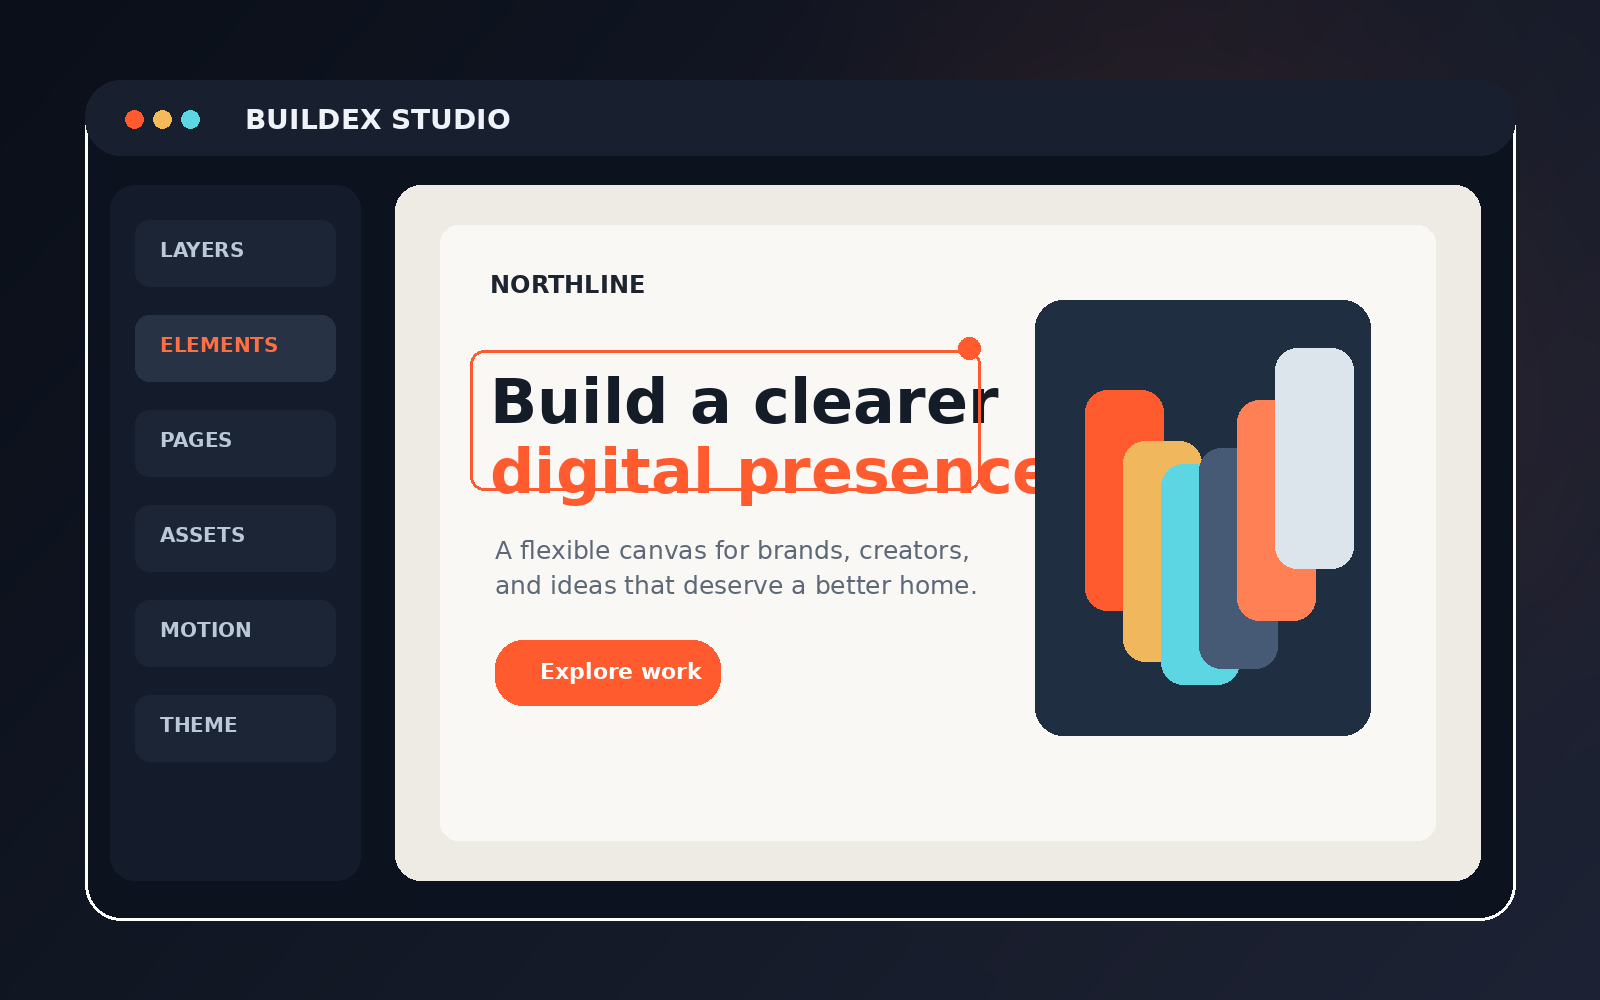 BUILDEX STUDIO
LAYERS
ELEMENTS
PAGES
ASSETS
MOTION
THEME
NORTHLINE
Build a clearer
digital presence
A flexible canvas for brands, creators,
and ideas that deserve a better home.
Explore work